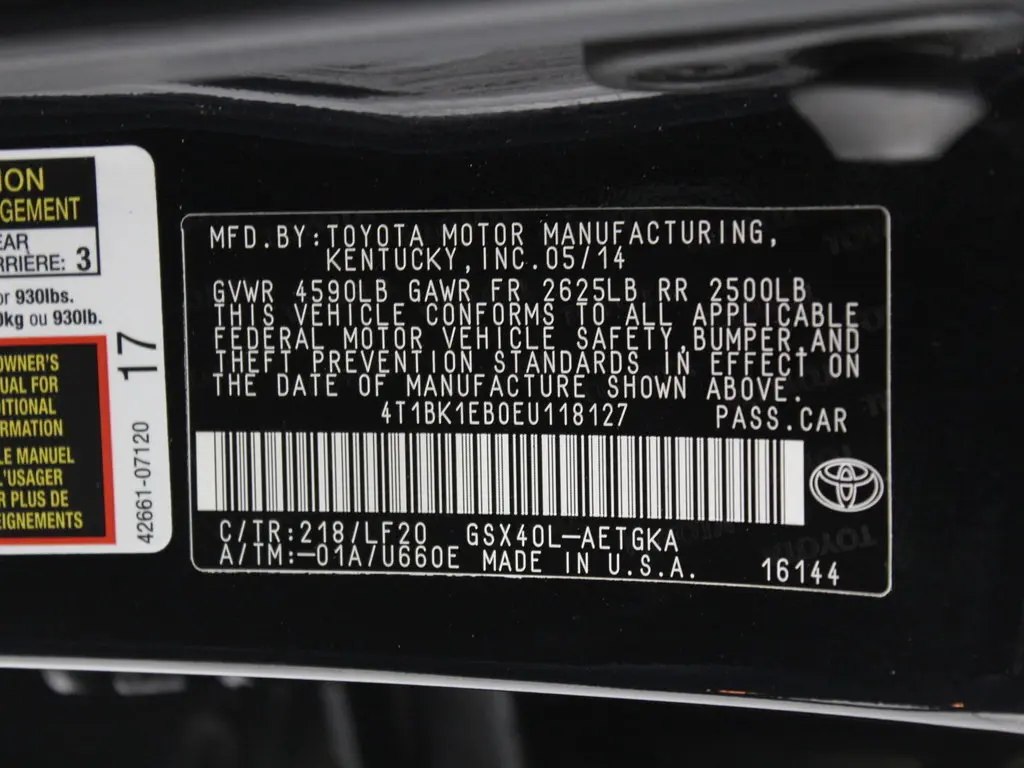 ION
GEMENT
EAR
RRIÈRE: 3
or 930lbs.
0kg ou 930lb.
OWNER'S
UAL FOR
ITIONAL
RMATION
LE MANUEL
L'USAGER
R PLUS DE
EIGNEMENTS
42661-07120
17
MFD.BY:TOYOTA MOTOR MANUFACTURING,
KENTUCKY,INC.05/14
GVWR 4590LB GAWR FR 2625LB RR 2500LB
THIS VEHICLE CONFORMS TO ALL APPLICABLE
FEDERAL MOTOR VEHICLE SAFETY,BUMPER,AND
THEFT PREVENTION STANDARDS IN EFFECT ON
THE DATE OF MANUFACTURE SHOWN ABOVE.
4T1BK1EB0EU118127 PASS.CAR
C/TR:218/LF20 GSX40L-AETGKA
A/TM:-01A/U660E MADE IN U.S.A. 16144